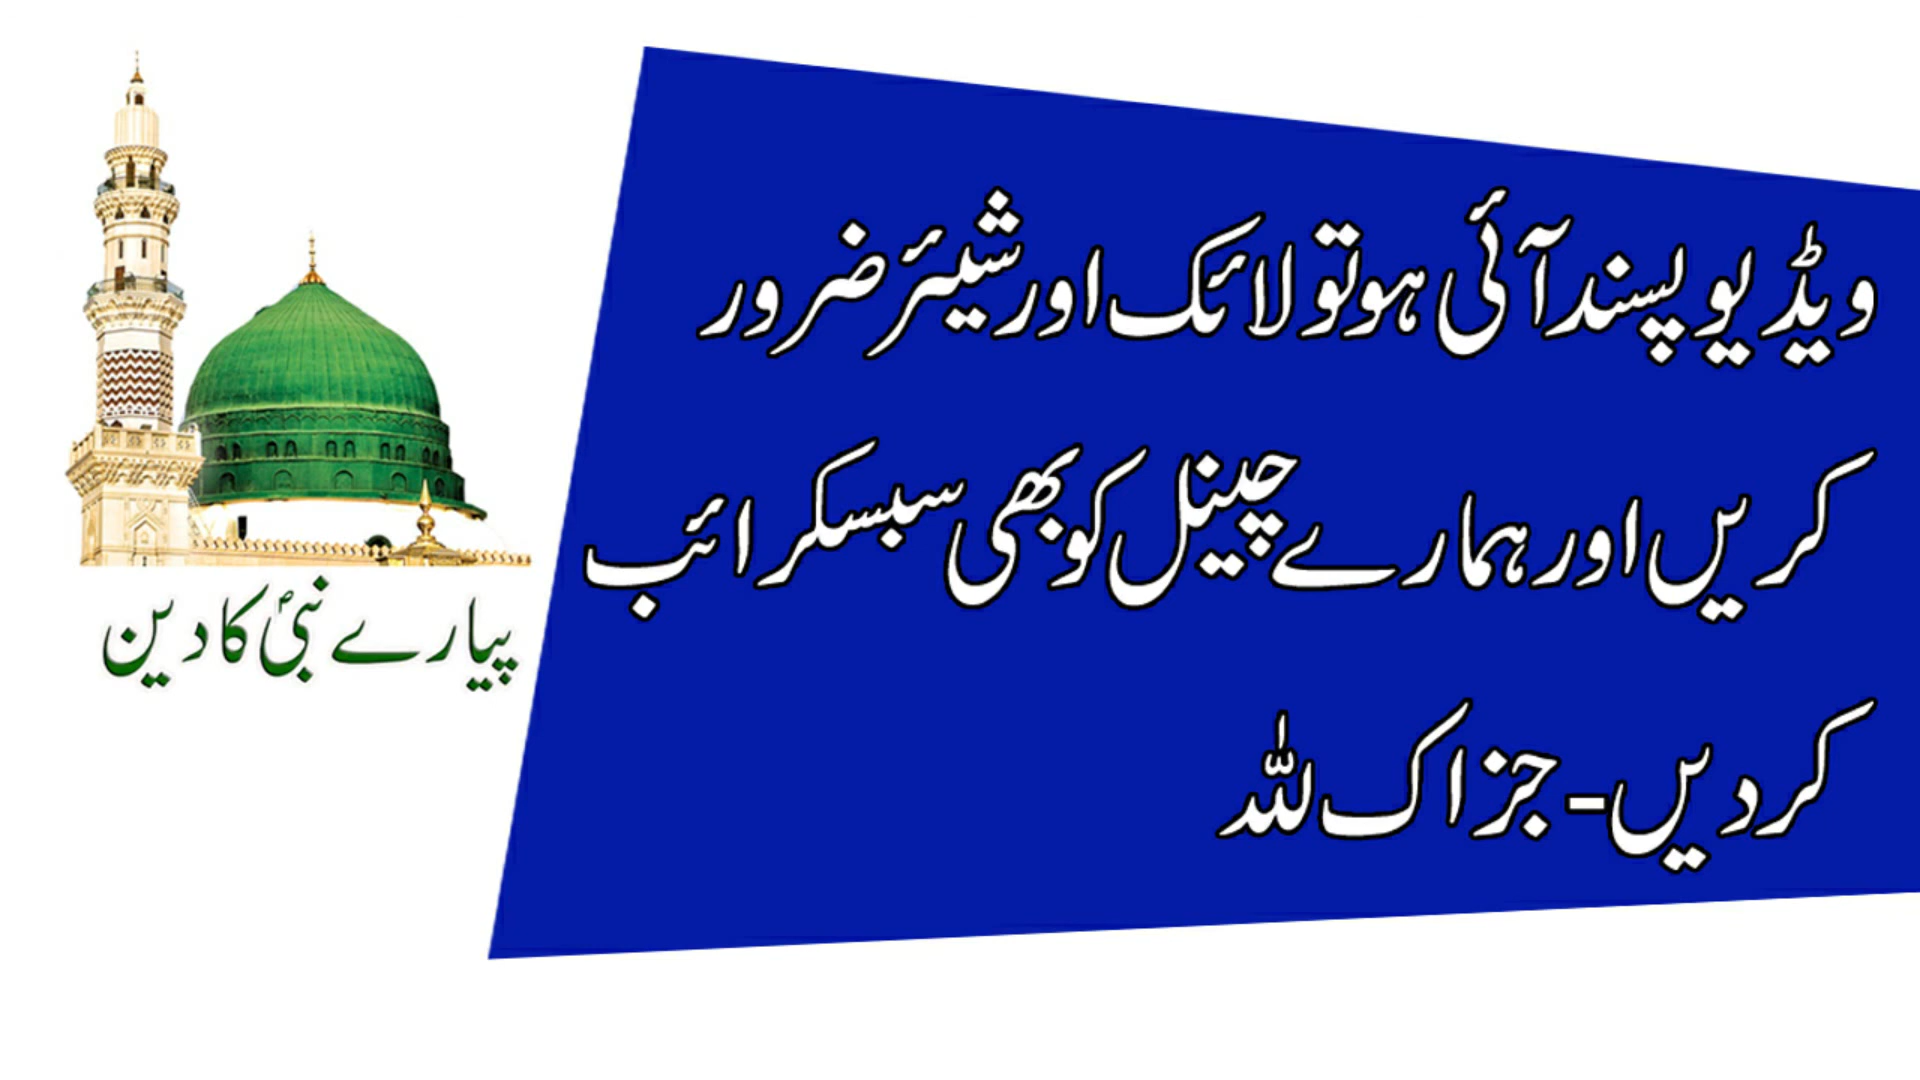 ویڈیو پسند آئی ہو تو لائک اور شیئر ضرور
کریں اور ہمارے چینل کو بھی سبسکرائب
کر دیں - جزاک للہ
پیارے نبیؐ کا دین